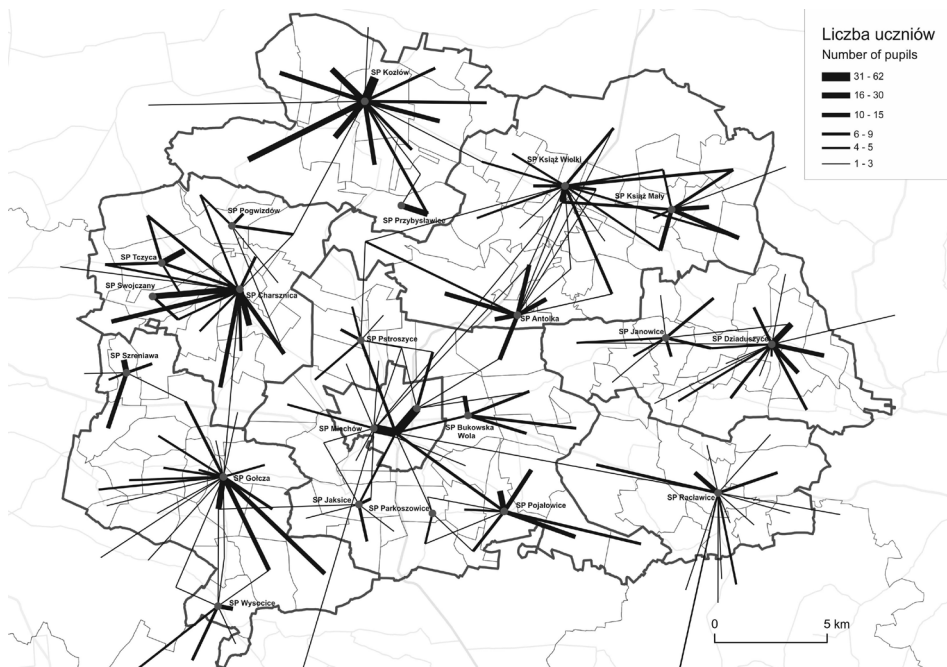 Liczba uczniów
Number of pupils
31 - 62
16 - 30
10 - 15
6 - 9
4 - 5
1 - 3
SP Kozłów
SP Książ Wielki
SP Książ Mały
SP Przybysławice
SP Pogwizdów
SP Tczyca
SP Swojczany
SP Charsznica
SP Antolka
SP Janowice
SP Dziaduszyce
SP Pstroszyce
SP Szreniawa
SP Miechów
SP Bukowska
Wola
SP Gołcza
SP Jaksice
SP Parkoszowice
SP Pojałowice
SP Racławice
SP Wysocice
0
5 km